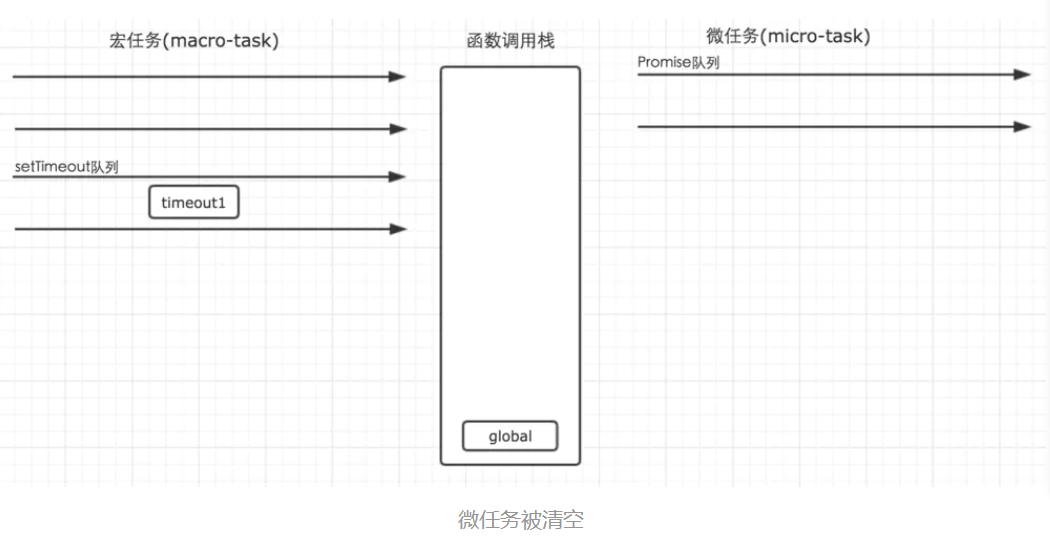 宏任务(macro-task)
函数调用栈
微任务(micro-task)
Promise队列
setTimeout队列
timeout1
global
微任务被清空